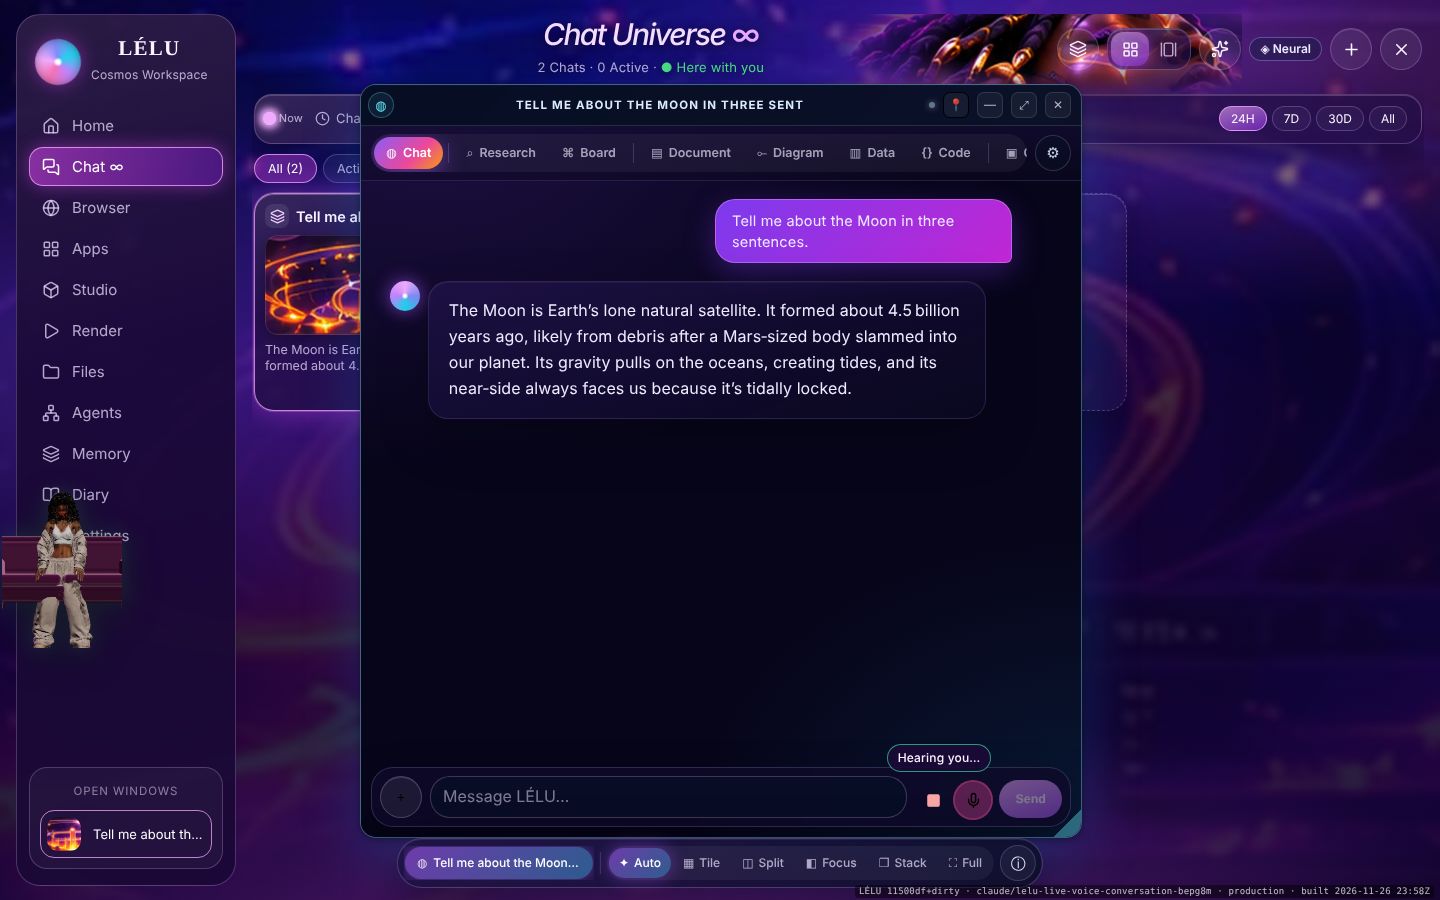 LÉLU
Cosmos Workspace
Home
Chat ∞
Browser
Apps
Studio
Render
Files
Agents
Memory
Diary
OPEN WINDOWS
Tell me about th...
Chat Universe ∞
2 Chats · 0 Active · ● Here with you
◈ Neural
Now
24H 7D 30D All
All (2)
Tell me al
The Moon is Ear
formed about 4.
TELL ME ABOUT THE MOON IN THREE SENT
Chat Research Board Document Diagram Data {} Code
Tell me about the Moon in three
sentences.
The Moon is Earth’s lone natural satellite. It formed about 4.5 billion
years ago, likely from debris after a Mars-sized body slammed into
our planet. Its gravity pulls on the oceans, creating tides, and its
near-side always faces us because it’s tidally locked.
Hearing you...
Message LÉLU...
Send
Tell me about the Moon... Auto Tile Split Focus Stack Full
LÉLU 11500df+dirty · claude/lelu-live-voice-conversation-bepg8m · production · built 2026-11-26 23:58Z